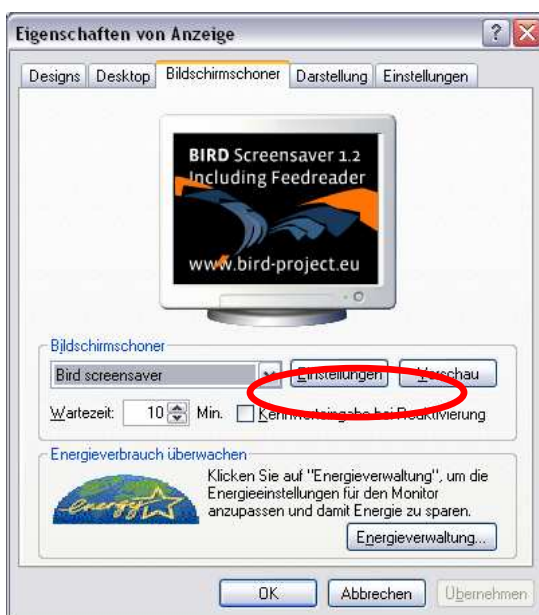 Eigenschaften von Anzeige
Designs Desktop Bildschirmschoner Darstellung Einstellungen
BIRD Screensaver 1.2
Including Feedreader
www.bird-project.eu
Bildschirmschoner
Bird screensaver Einstellungen Vorschau
Wartezeit: 10 Min. Kennworteingabe bei Reaktivierung
Energieverbrauch überwachen
Klicken Sie auf "Energieverwaltung", um die
Energieeinstellungen für den Monitor
anzupassen und damit Energie zu sparen.
energy
Energieverwaltung...
OK Abbrechen Übernehmen